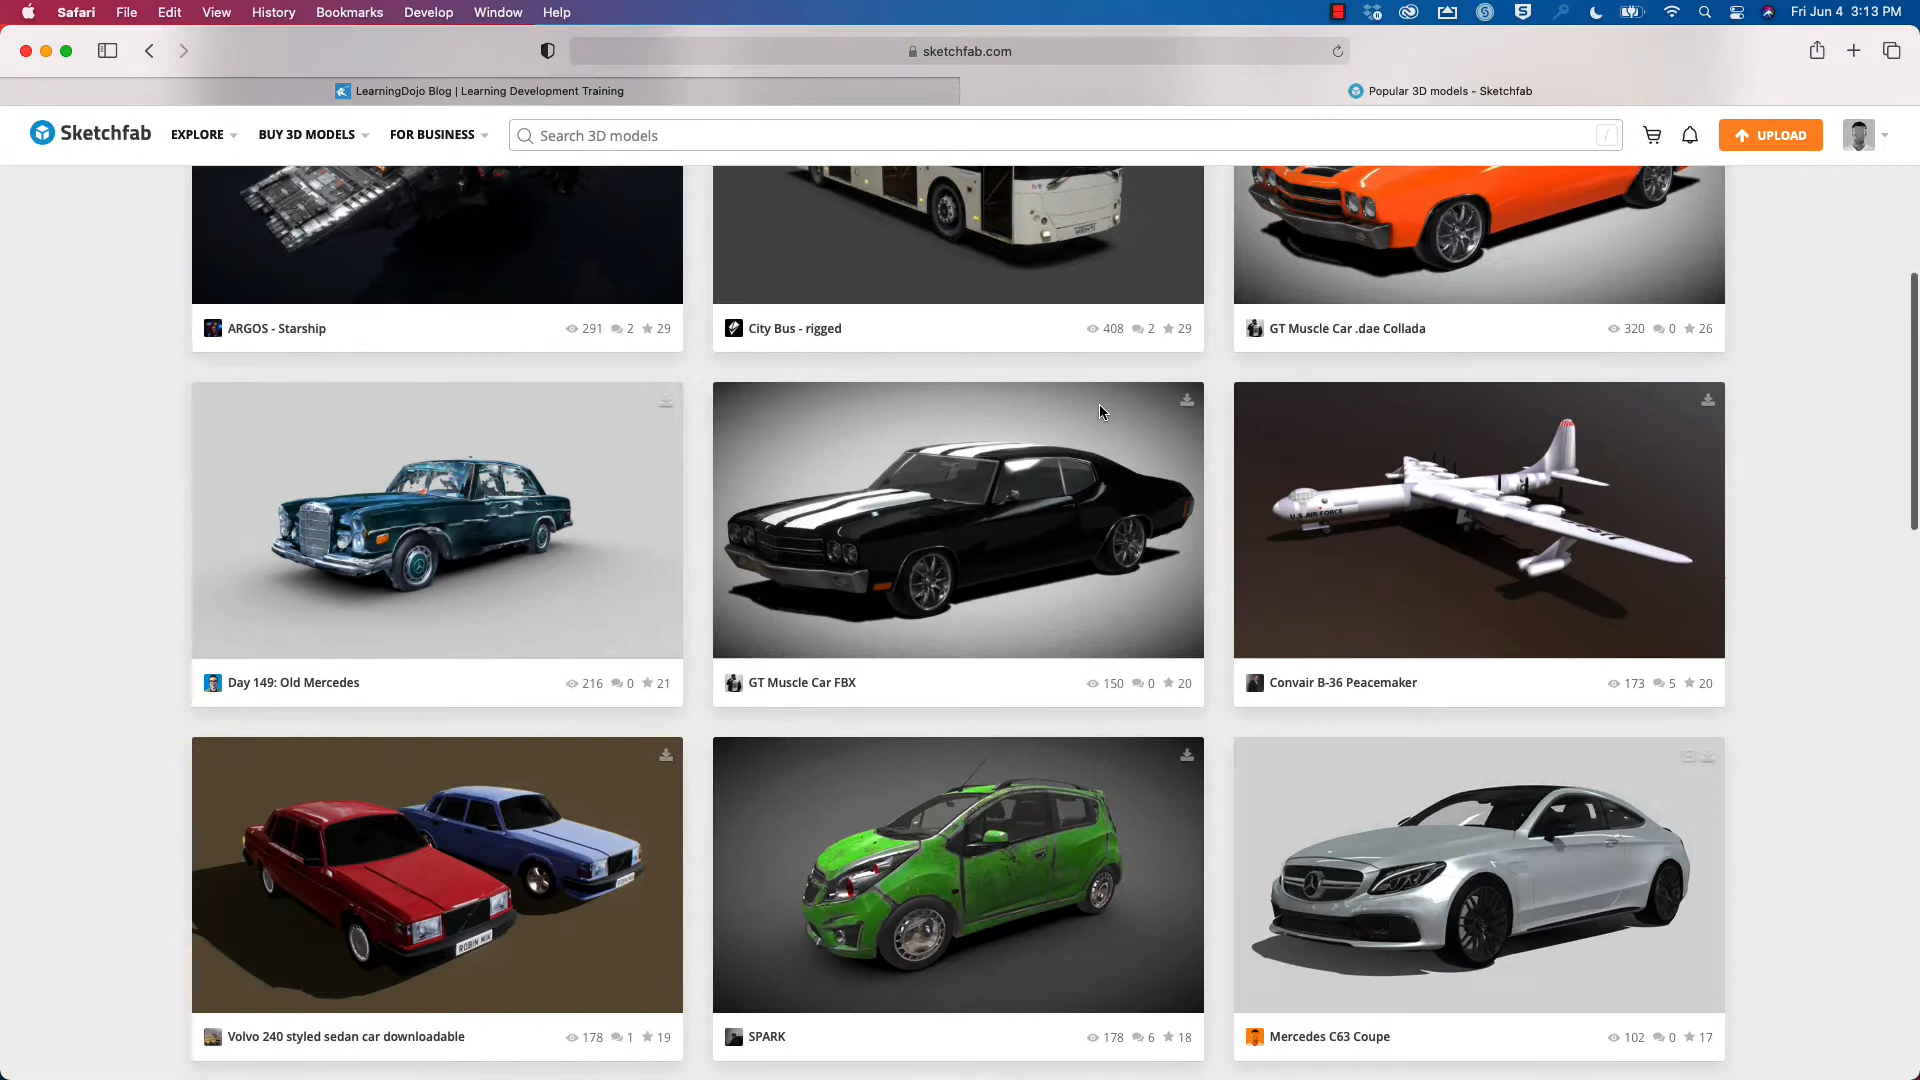 Safari File Edit View History Bookmarks Develop Window Help Fri Jun 4 3:13 PM
sketchfab.com
LearningDojo Blog | Learning Development Training Popular 3D models - Sketchfab
Sketchfab EXPLORE BUY 3D MODELS FOR BUSINESS Search 3D models / UPLOAD
ARGOS - Starship 291 2 29
City Bus - rigged 408 2 29
GT Muscle Car .dae Collada 320 0 26
U.S. AIR FORCE
Day 149: Old Mercedes 216 0 21
GT Muscle Car FBX 150 0 20
Convair B-36 Peacemaker 173 5 20
ROBIN MiK
Volvo 240 styled sedan car downloadable 178 1 19
SPARK 178 6 18
Mercedes C63 Coupe 102 0 17